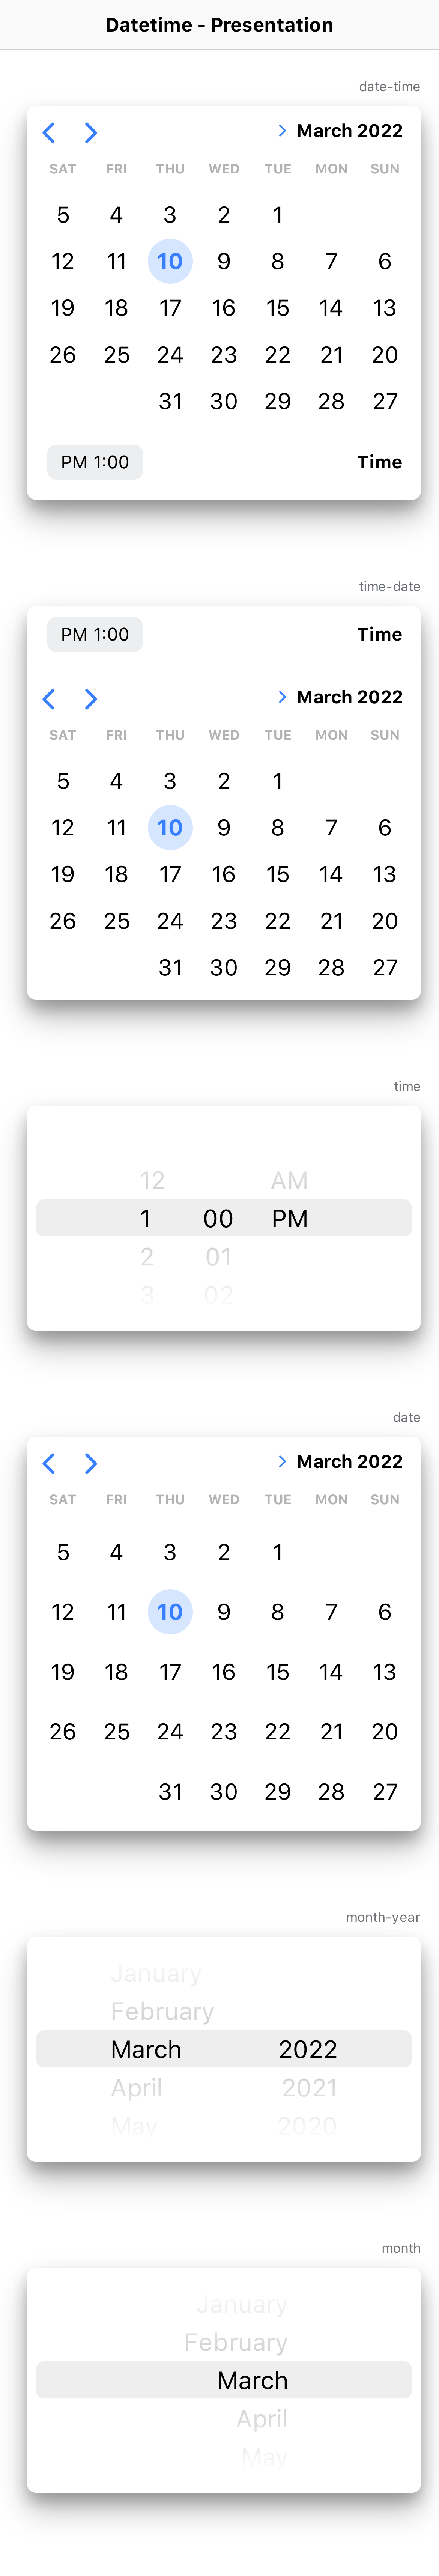 Datetime - Presentation
date-time
March 2022
SAT FRI THU WED TUE MON SUN
5 4 3 2 1
12 11 10 9 8 7 6
19 18 17 16 15 14 13
26 25 24 23 22 21 20
31 30 29 28 27
PM 1:00 Time
time-date
PM 1:00 Time
March 2022
SAT FRI THU WED TUE MON SUN
5 4 3 2 1
12 11 10 9 8 7 6
19 18 17 16 15 14 13
26 25 24 23 22 21 20
31 30 29 28 27
time
12 AM
1 00 PM
2 01
3 02
date
March 2022
SAT FRI THU WED TUE MON SUN
5 4 3 2 1
12 11 10 9 8 7 6
19 18 17 16 15 14 13
26 25 24 23 22 21 20
31 30 29 28 27
month-year
January
February
March 2022
April 2021
May 2020
month
January
February
March
April
May